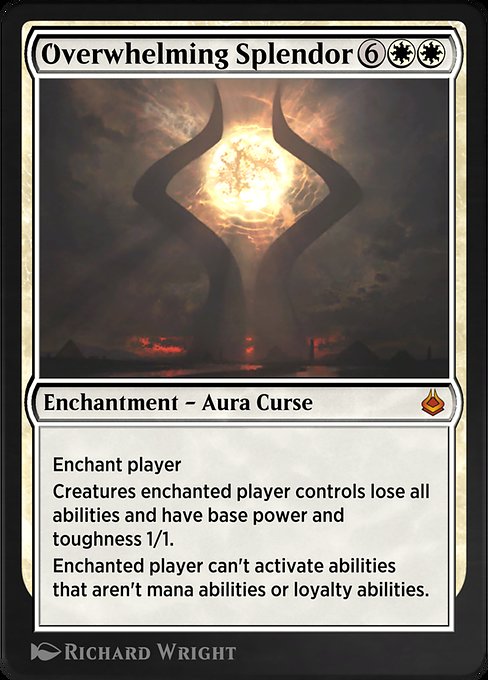 Overwhelming Splendor 6
Enchantment – Aura Curse
Enchant player
Creatures enchanted player controls lose all
abilities and have base power and
toughness 1/1.
Enchanted player can't activate abilities
that aren't mana abilities or loyalty abilities.
Richard Wright